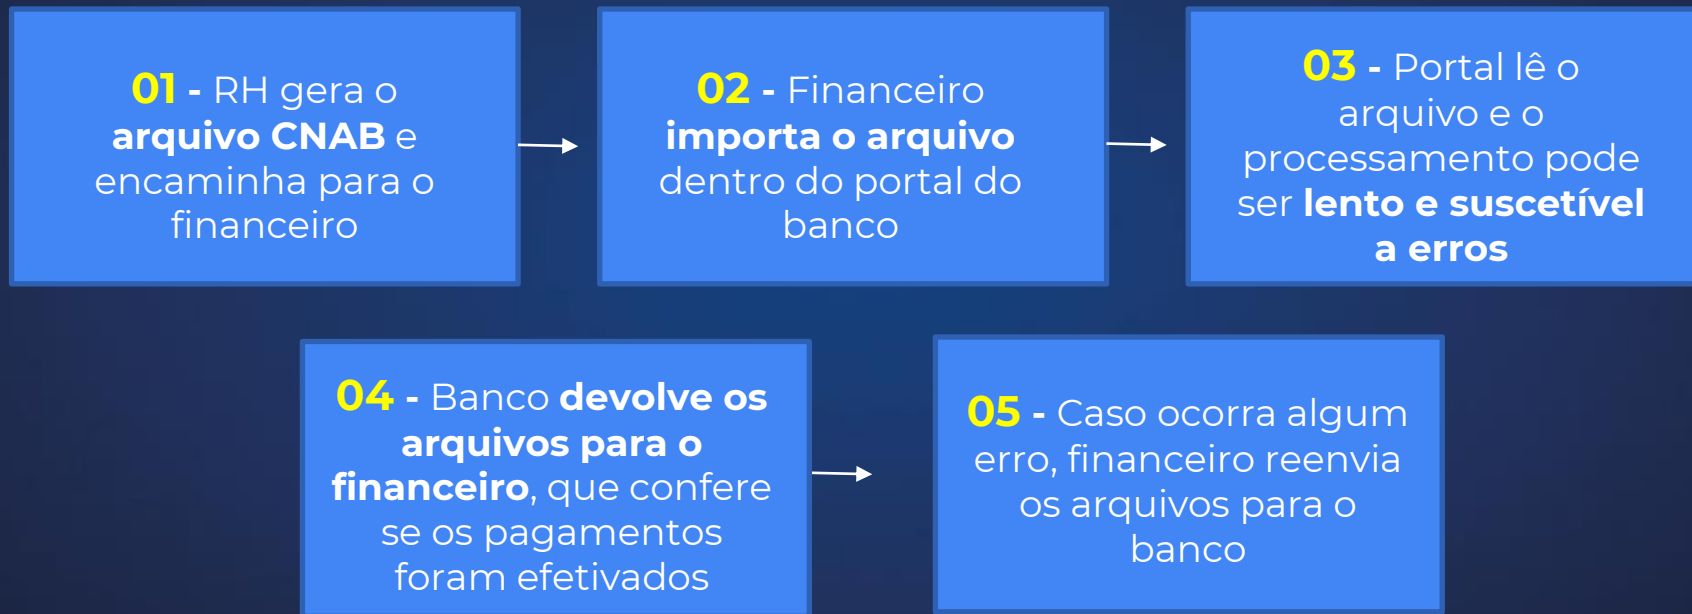 01 - RH gera o
arquivo CNAB e
encaminha para o
financeiro
02 - Financeiro
importa o arquivo
dentro do portal do
banco
03 - Portal lê o
arquivo e o
processamento pode
ser lento e suscetível
a erros
04 - Banco devolve os
arquivos para o
financeiro, que confere
se os pagamentos
foram efetivados
05 - Caso ocorra algum
erro, financeiro reenvia
os arquivos para o
banco